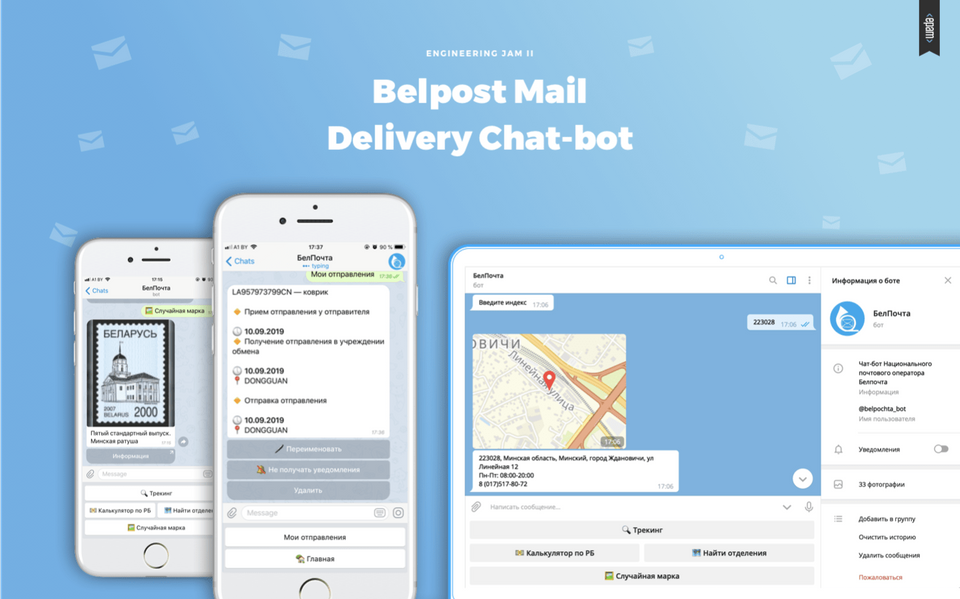 <epam>
ENGINEERING JAM II
Belpost Mail
Delivery Chat-bot
A1 BY
17:15
Chats
БелПочта
бот
Случайная марка
БЕЛАРУСЬ
2007
BELARUS
2000
Пятый стандартный выпуск.
Минская ратуша
17:15
Информация
Message
Трекинг
Калькулятор по РБ
Найти отделе
Случайная марка
A1 BY
17:37
90 %
Chats
БелПочта
typing
Мои отправления
17:30
LA957973799CN — коврик
Прием отправления у отправителя
10.09.2019
Получение отправления в учреждении
обмена
10.09.2019
DONGGUAN
Отправка отправления
10.09.2019
DONGGUAN
17:30
Переименовать
Не получать уведомления
Удалить
Message
Мои отправления
Главная
БелПочта
бот
Введите индекс
17:06
223028
17:06
ОВИЧИ
Линейная улица
17:06
223028, Минская область, Минский, город Ждановичи, ул
Линейная 12
Пн-Пт: 08:00-20:00
8 (017)517-80-72
17:06
Написать сообщение...
Трекинг
Калькулятор по РБ
Найти отделения
Случайная марка
Информация о боте
БелПочта
бот
Чат-бот Национального
почтового оператора
Белпочта
Информация
@belpochta_bot
Имя пользователя
Уведомления
33 фотографии
Добавить в группу
Очистить историю
Удалить сообщения
Пожаловаться